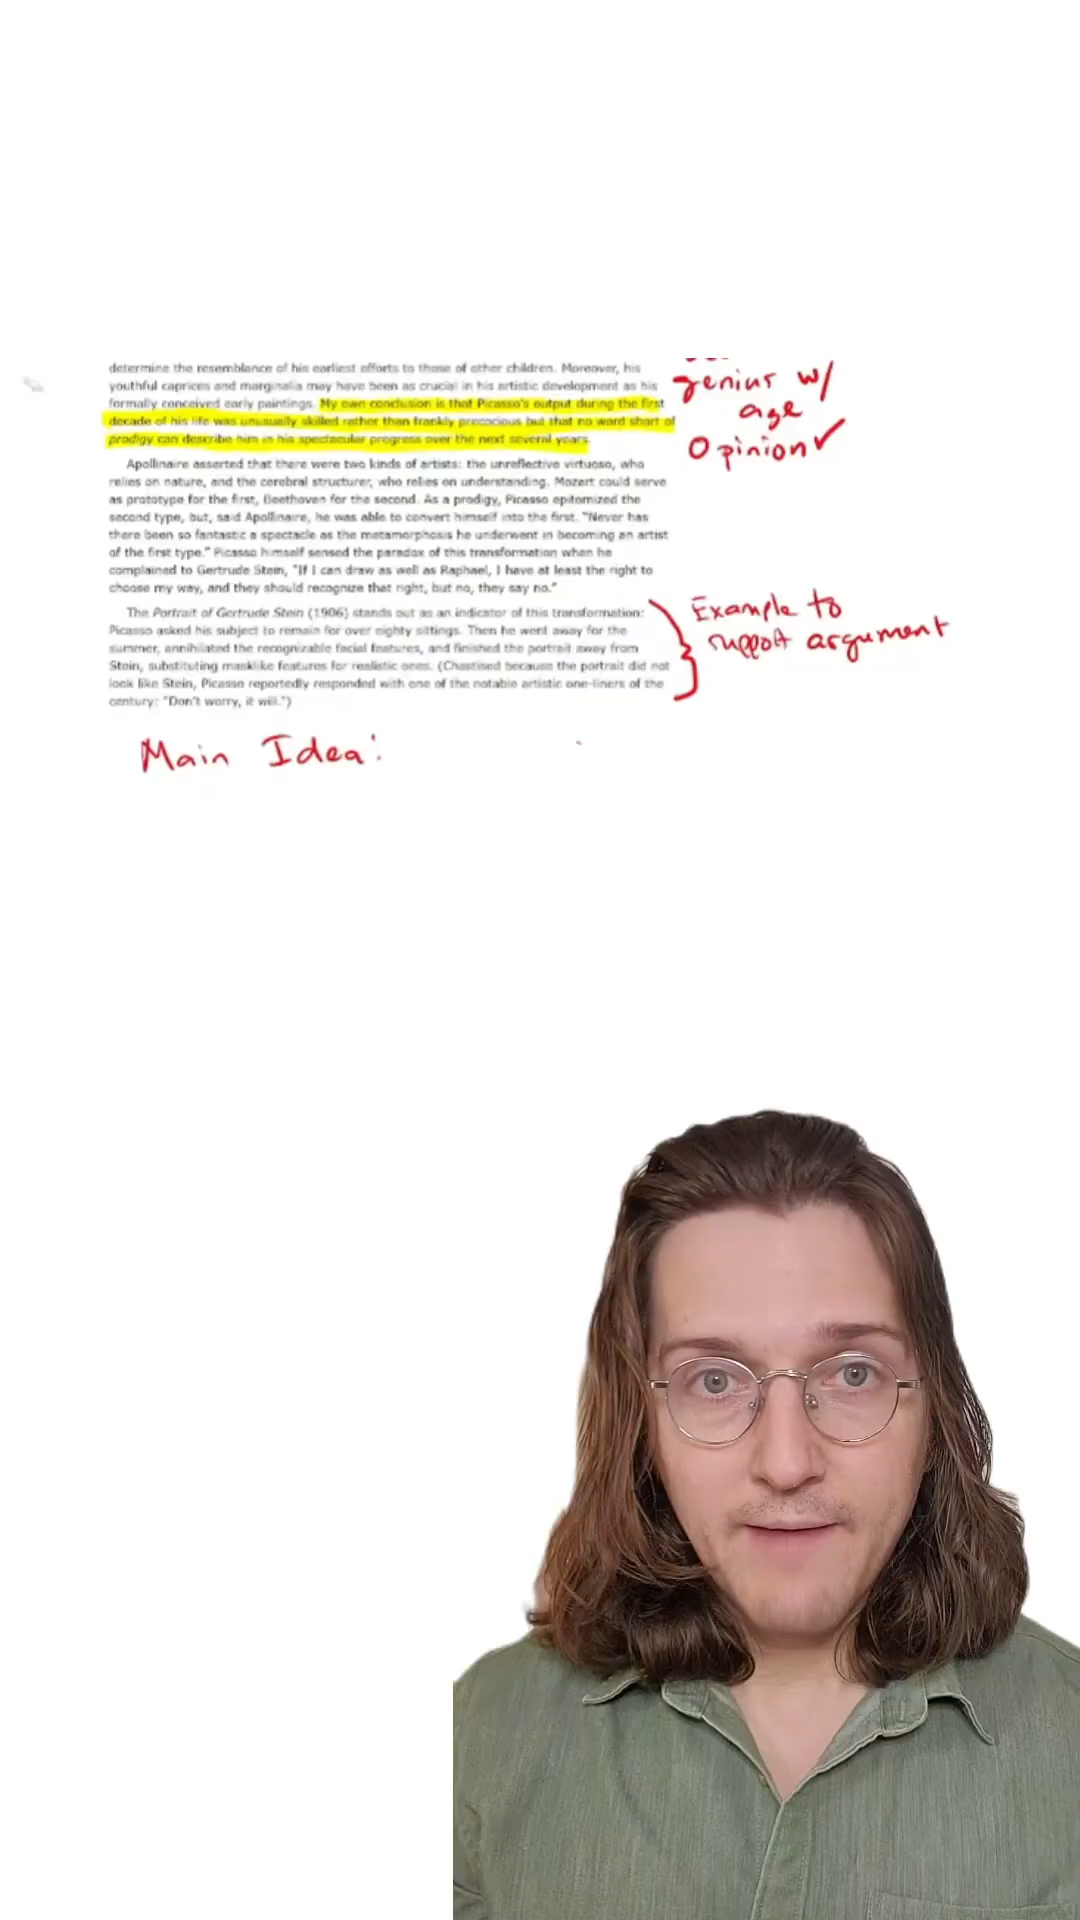 determine the resemblance of his earliest efforts to those of other children. Moreover, his
youthful caprices and marginalia may have been as crucial in his artistic development as his
formally conceived early paintings. My own conclusion is that Picasso's output during the first
decade of his life was unusually skilled rather than frankly precocious but that no word short of
prodigy can describe him in his spectacular progress over the next several years.
genius w/
age
Opinion✓
Apollinaire asserted that there were two kinds of artists: the unreflective virtuoso, who
relies on nature, and the cerebral structurer, who relies on understanding. Mozart could serve
as prototype for the first, Beethoven for the second. As a prodigy, Picasso epitomized the
second type, but, said Apollinaire, he was able to convert himself into the first. "Never has
there been so fantastic a spectacle as the metamorphosis he underwent in becoming an artist
of the first type." Picasso himself sensed the paradox of this transformation when he
complained to Gertrude Stein, "If I can draw as well as Raphael, I have at least the right to
choose my way, and they should recognize that right, but no, they say no."
The Portrait of Gertrude Stein (1906) stands out as an indicator of this transformation:
Picasso asked his subject to remain for over eighty sittings. Then he went away for the
summer, annihilated the recognizable facial features, and finished the portrait away from
Stein, substituting masklike features for realistic ones. (Chastised because the portrait did not
look like Stein, Picasso reportedly responded with one of the notable artistic one-liners of the
century: "Don't worry, it will.")
Example to
support argument
Main Idea: